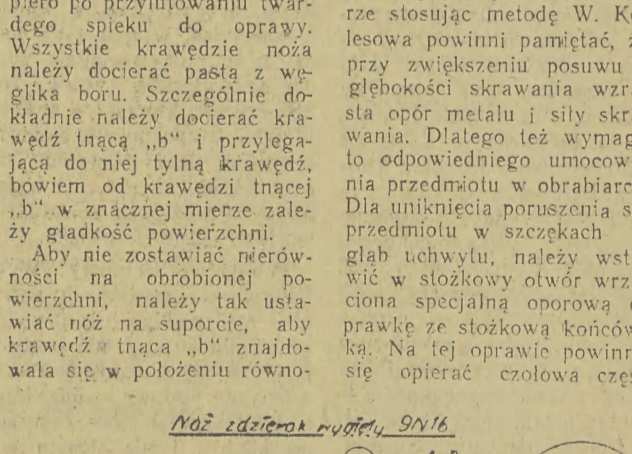 piero po przylutowaniu twar-
dego spieku do oprawy.
Wszystkie krawędzie noża
należy docierać pastą z wę-
glika boru. Szczególnie do-
kładnie należy docierać kra-
wędź tnącą „b" i przylega-
jącą do niej tylną krawędź,
bowiem od krawędzi tnącej
„b" w znacznej mierze zale-
ży gładkość powierzchni.
Aby nie zostawiać nierów-
ności na obrobionej po-
wierzchni, należy tak usta-
wiać nóż na suporcie, aby
krawędź tnąca „b" znajdo-
wała się w położeniu równo-
rze stosując metodę W. K
lesowa powinni pamiętać, ż
przy zwiększeniu posuwu
głębokości skrawania wzr
sta opór metalu i siły skr
wania. Dlatego też wymag
to odpowiedniego umocow
nia przedmiotu w obrabiarc
Dla uniknięcia poruszenia s
przedmiotu w szczękach
głąb uchwytu, należy wst
wić w stożkowy otwór wrz
ciona specjalną oporową
prawkę ze stożkową końców
ką. Na tej oprawie powinn
się opierać czołowa częś
Nóż zdzierak wygięty 9N16